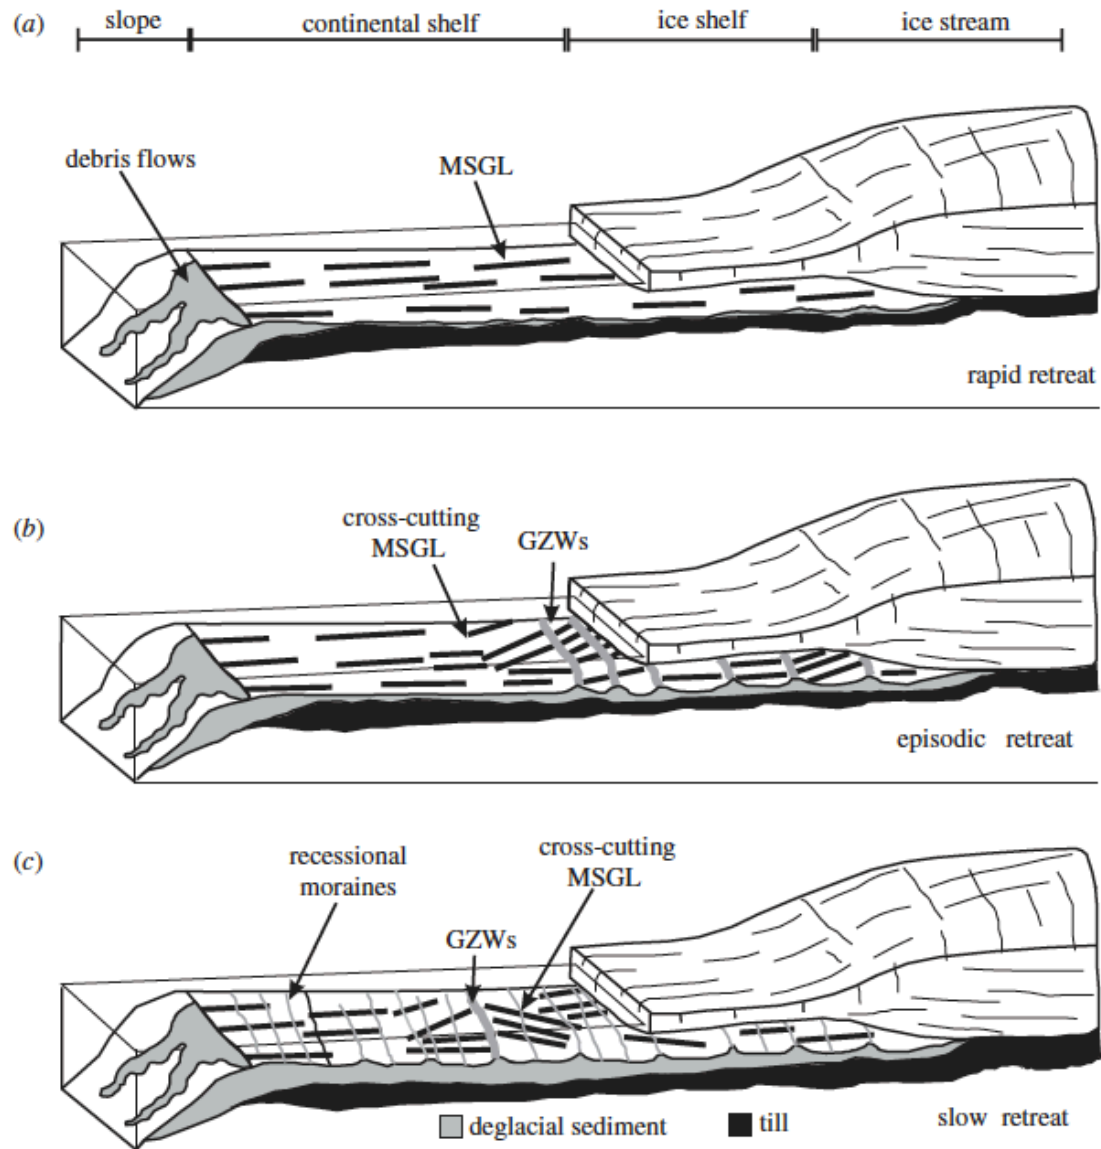 (a) slope continental shelf ice shelf ice stream
debris flows
MSGL
rapid retreat
(b)
cross-cutting
MSGL
GZWs
episodic retreat
(c)
recessional
moraines
GZWs
cross-cutting
MSGL
deglacial sediment
till
slow retreat